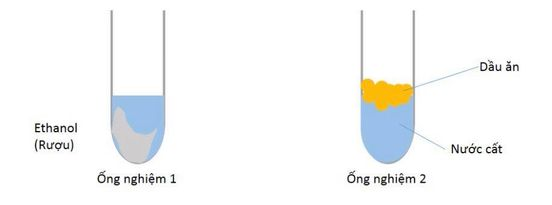 Dầu ăn
Ethanol
(Rượu)
Nước cất
Ống nghiệm 1
Ống nghiệm 2